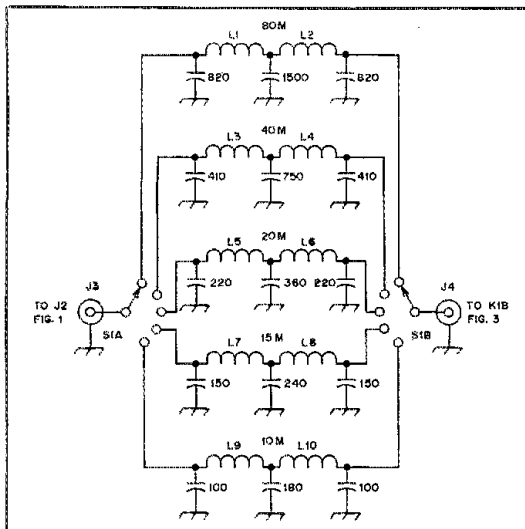 80M
L1 L2
820 1500 820
40M
L3 L4
410 750 410
20M
L5 L6
220 360 220
J3 J4
TO J2
FIG. 1
TO K1B
FIG. 3
S1A S1B
15M
L7 L8
150 240 150
10M
L9 L10
100 180 100